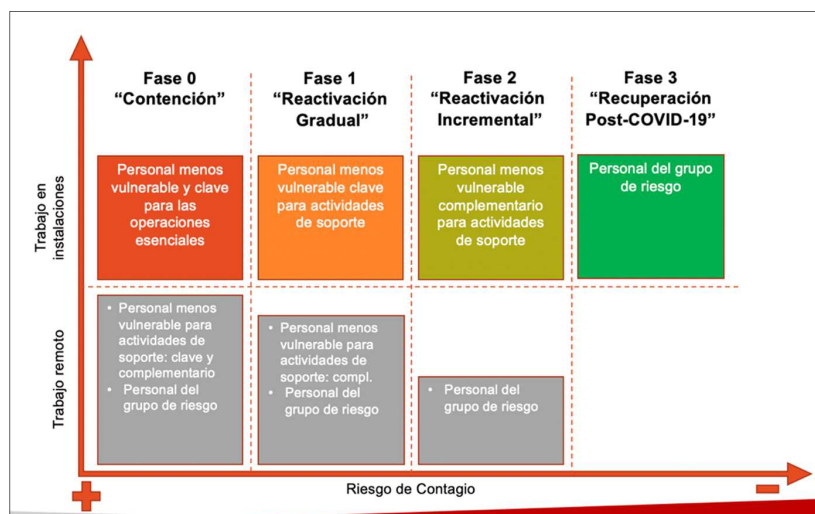 Fase 0
“Contención”
Fase 1
“Reactivación
Gradual”
Fase 2
“Reactivación
Incremental”
Fase 3
“Recuperación
Post-COVID-19”
Trabajo en
instalaciones
Personal menos
vulnerable y clave
para las
operaciones
esenciales
Personal menos
vulnerable clave
para actividades
de soporte
Personal menos
vulnerable
complementario
para actividades
de soporte
Personal del grupo
de riesgo
Trabajo remoto
• Personal menos
vulnerable para
actividades de
soporte: clave y
complementario
• Personal del
grupo de riesgo
• Personal menos
vulnerable para
actividades de
soporte: compl.
• Personal del
grupo de riesgo
• Personal del
grupo de riesgo
Riesgo de Contagio